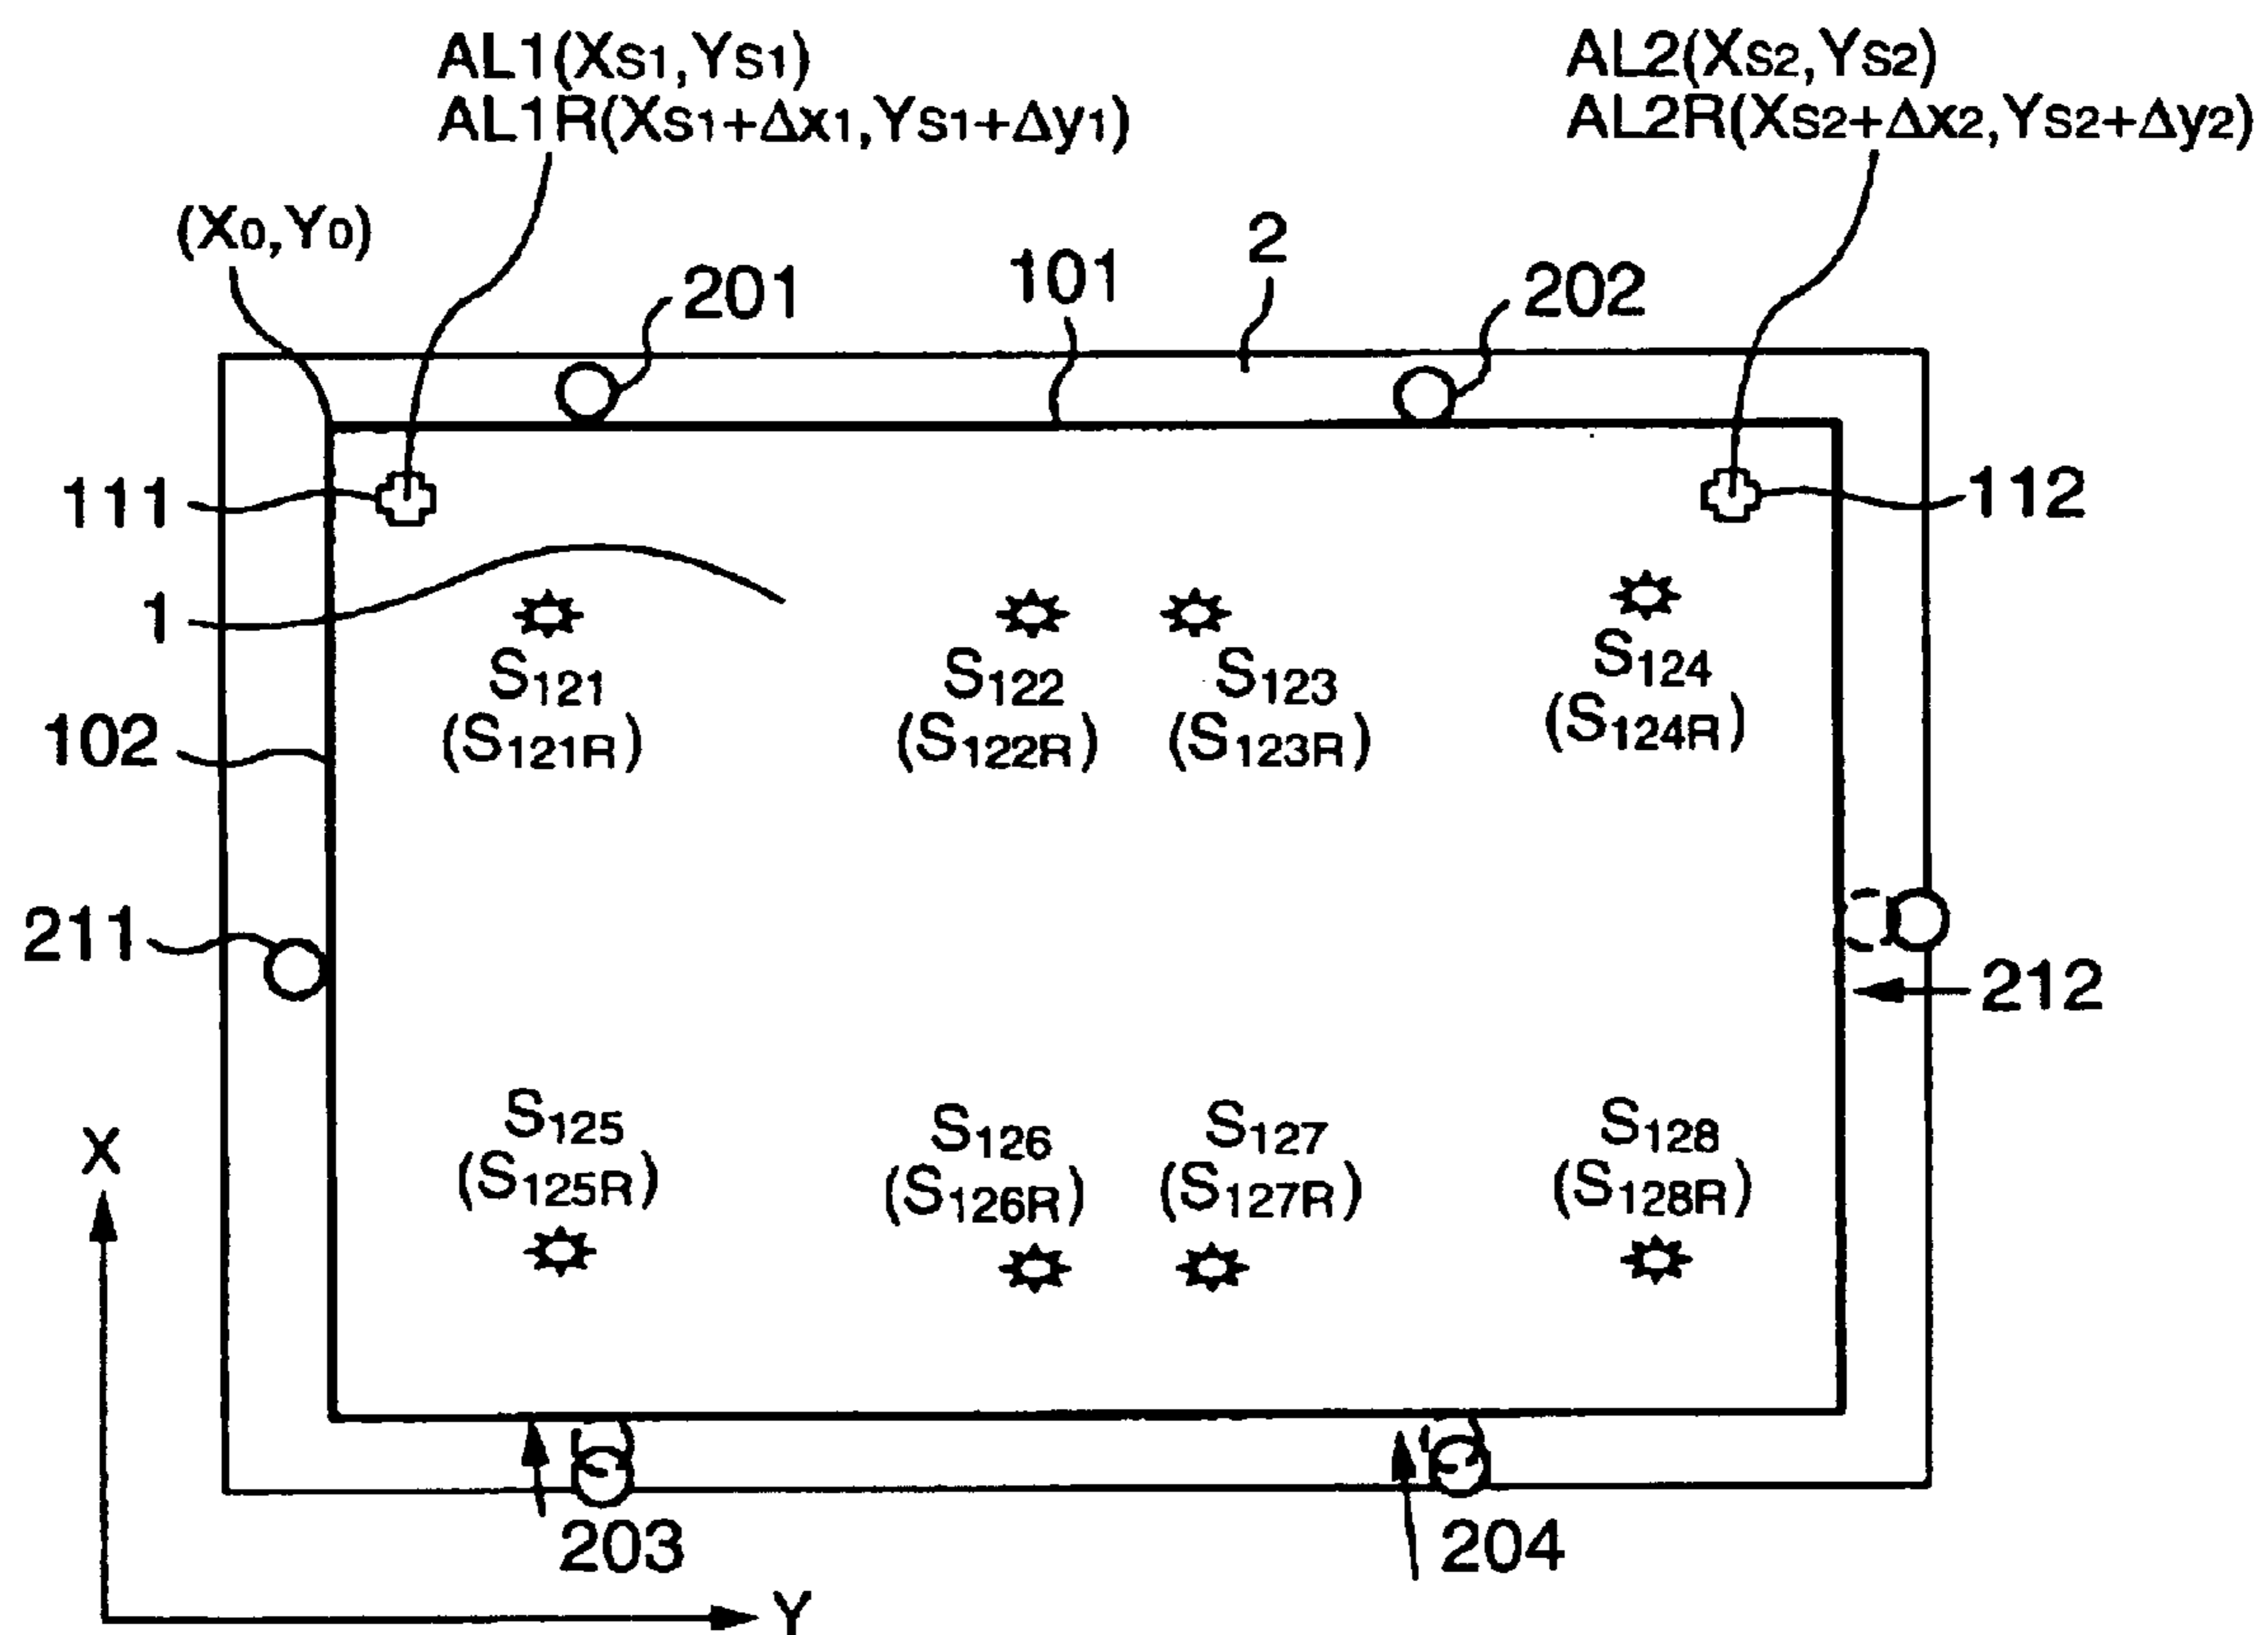 AL1(XS1,YS1)
AL1R(XS1+Δx1,YS1+Δy1)
AL2(XS2,YS2)
AL2R(XS2+Δx2,YS2+Δy2)
(X0,Y0)
201
101
2
202
111
112
1
S121
(S121R)
S122
(S122R)
S123
(S123R)
S124
(S124R)
102
211
212
S125
(S125R)
S126
(S126R)
S127
(S127R)
S128
(S128R)
X
203
204
Y